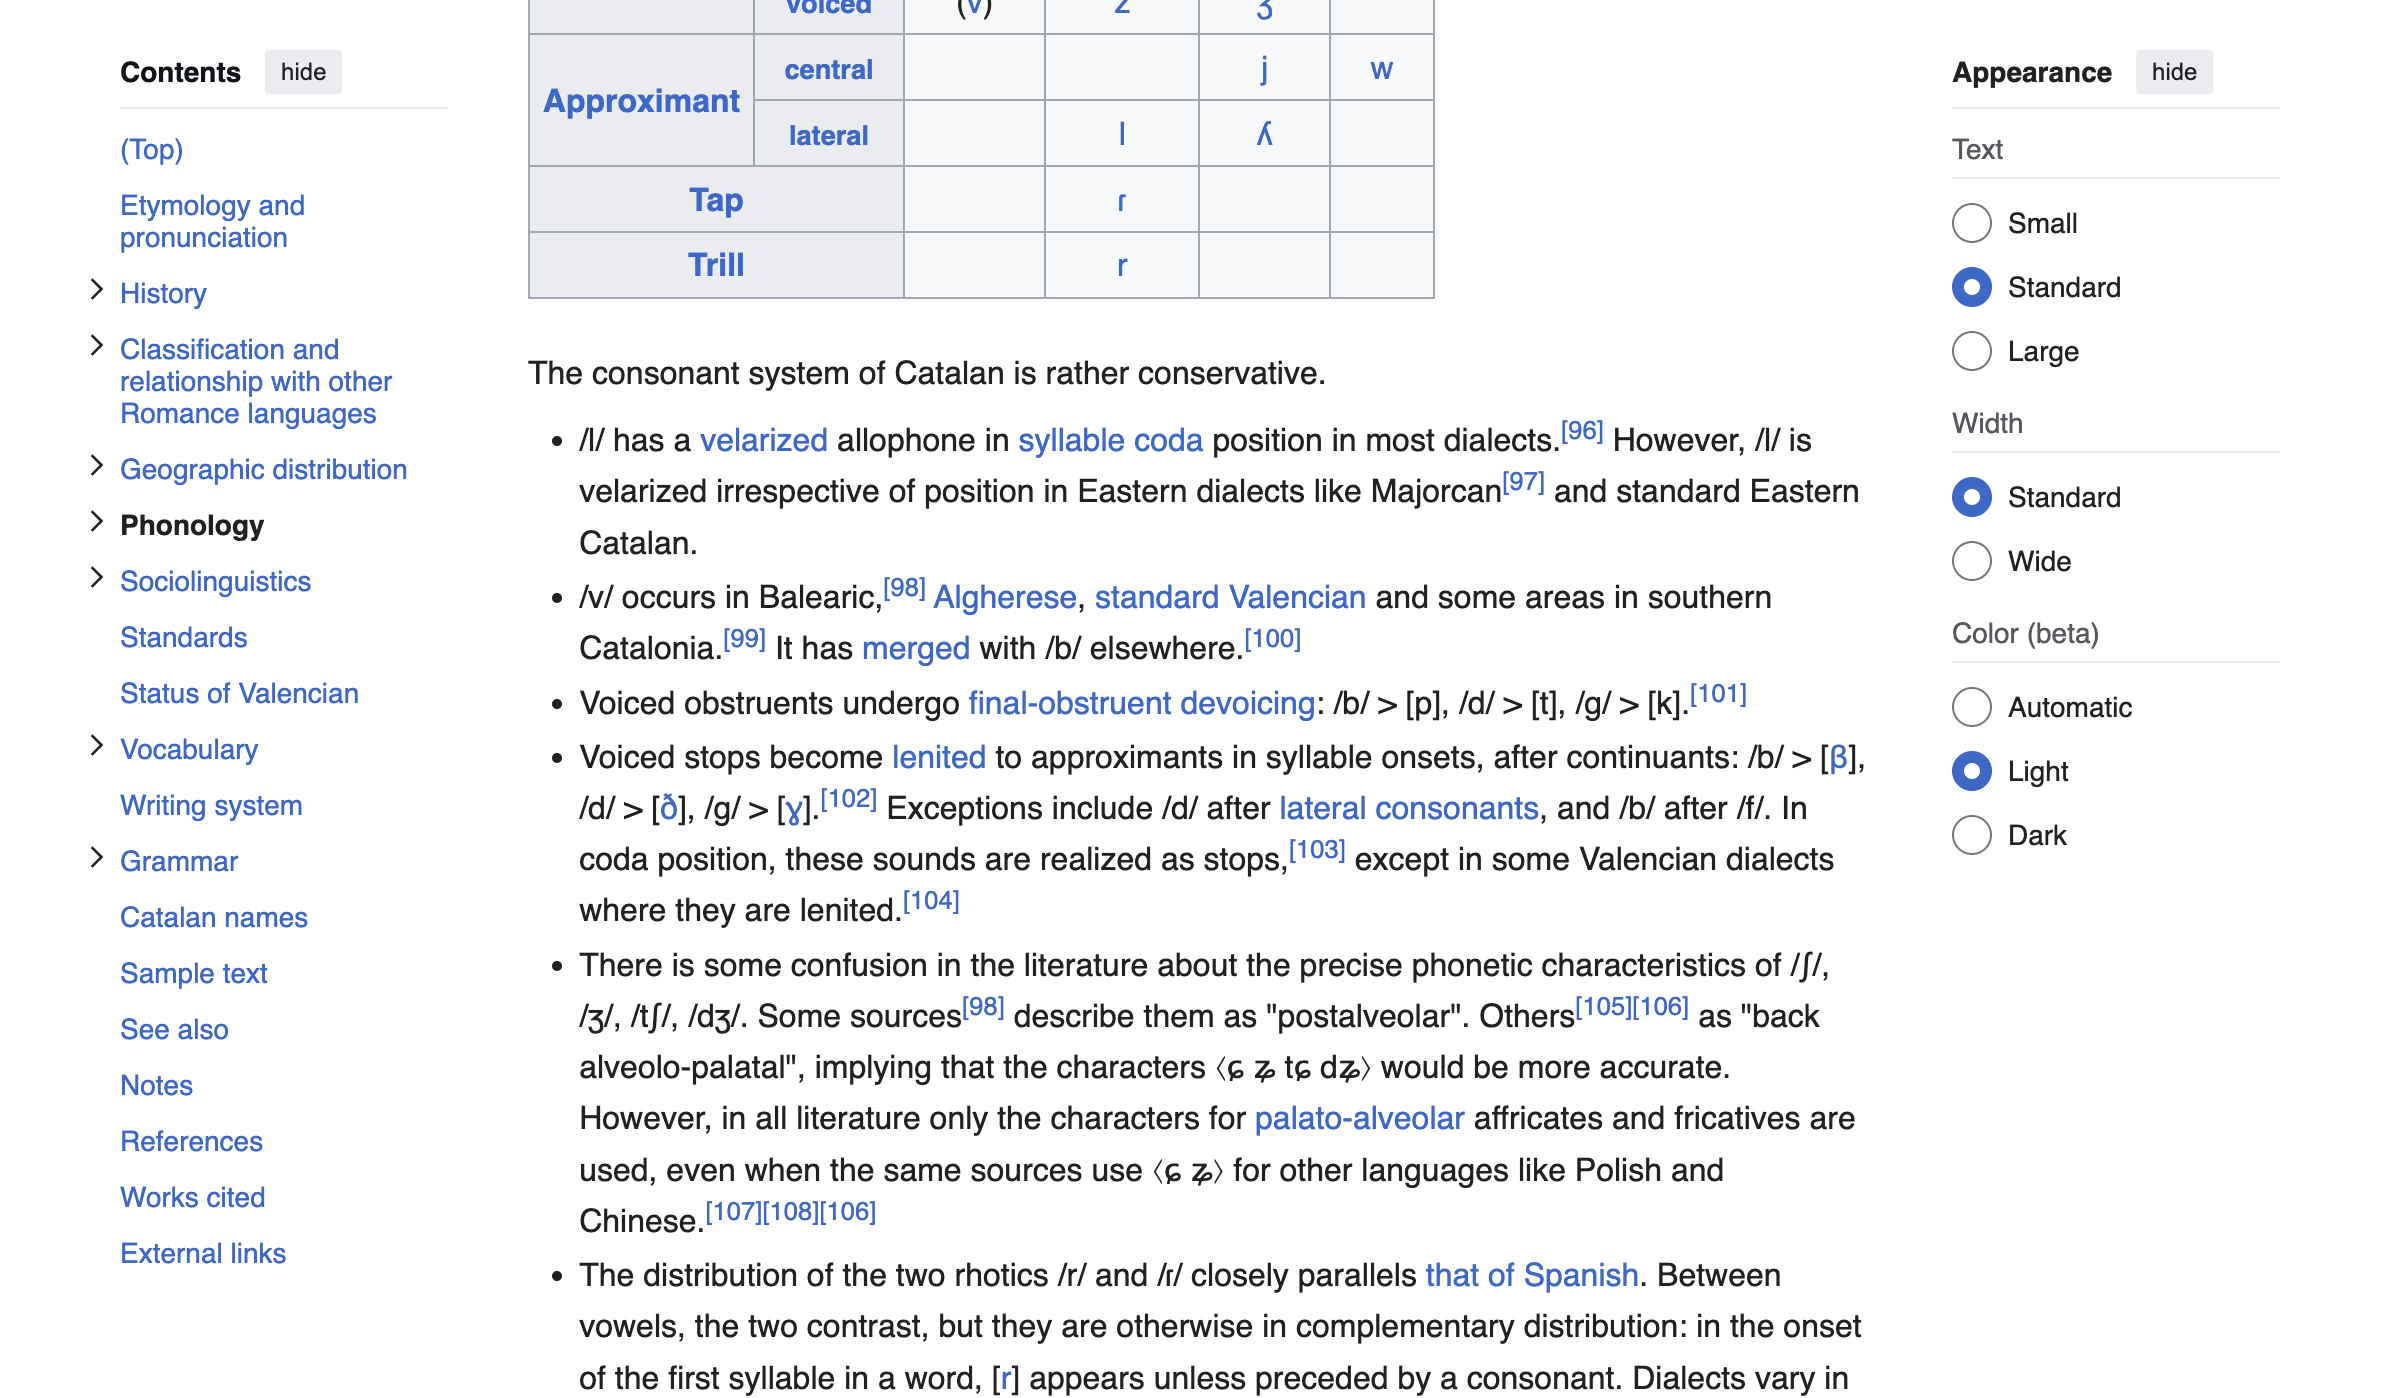 Contents hide
(Top)
Etymology and
pronunciation
History
Classification and
relationship with other
Romance languages
Geographic distribution
Phonology
Sociolinguistics
Standards
Status of Valencian
Vocabulary
Writing system
Grammar
Catalan names
Sample text
See also
Notes
References
Works cited
External links
voiced (v) z ʒ
Approximant central j w
lateral l ʎ
Tap ɾ
Trill r
The consonant system of Catalan is rather conservative.
• /l/ has a velarized allophone in syllable coda position in most dialects.[96] However, /l/ is
velarized irrespective of position in Eastern dialects like Majorcan[97] and standard Eastern
Catalan.
• /v/ occurs in Balearic,[98] Algherese, standard Valencian and some areas in southern
Catalonia.[99] It has merged with /b/ elsewhere.[100]
• Voiced obstruents undergo final-obstruent devoicing: /b/ > [p], /d/ > [t], /ɡ/ > [k].[101]
• Voiced stops become lenited to approximants in syllable onsets, after continuants: /b/ > [β],
/d/ > [ð], /ɡ/ > [ɣ].[102] Exceptions include /d/ after lateral consonants, and /b/ after /f/. In
coda position, these sounds are realized as stops,[103] except in some Valencian dialects
where they are lenited.[104]
• There is some confusion in the literature about the precise phonetic characteristics of /ʃ/,
/ʒ/, /tʃ/, /dʒ/. Some sources[98] describe them as "postalveolar". Others[105][106] as "back
alveolo-palatal", implying that the characters ⟨ɕ ʑ tɕ dʑ⟩ would be more accurate.
However, in all literature only the characters for palato-alveolar affricates and fricatives are
used, even when the same sources use ⟨ɕ ʑ⟩ for other languages like Polish and
Chinese.[107][108][106]
• The distribution of the two rhotics /r/ and /ɾ/ closely parallels that of Spanish. Between
vowels, the two contrast, but they are otherwise in complementary distribution: in the onset
of the first syllable in a word, [r] appears unless preceded by a consonant. Dialects vary in
Appearance hide
Text
Small
Standard
Large
Width
Standard
Wide
Color (beta)
Automatic
Light
Dark